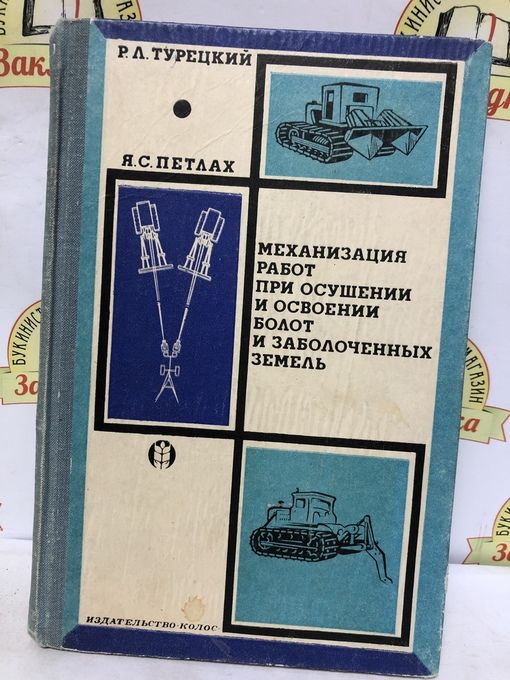 Р.Л.ТУРЕЦКИЙ
Я.С.ПЕТЛАХ
МЕХАНИЗАЦИЯ
РАБОТ
ПРИ ОСУШЕНИИ
И ОСВОЕНИИ
БОЛОТ
И ЗАБОЛОЧЕННЫХ
ЗЕМЕЛЬ
ИЗДАТЕЛЬСТВО·КОЛОС·